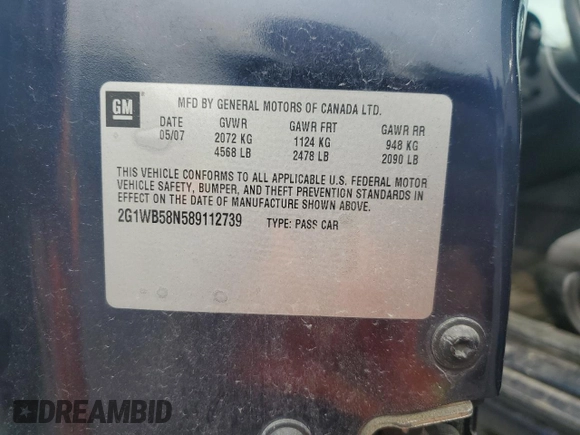 GM
MFD BY GENERAL MOTORS OF CANADA LTD.
DATE GVWR GAWR FRT GAWR RR
05/07 2072 KG 1124 KG 948 KG
4568 LB 2478 LB 2090 LB
THIS VEHICLE CONFORMS TO ALL APPLICABLE U.S. FEDERAL MOTOR
VEHICLE SAFETY, BUMPER, AND THEFT PREVENTION STANDARDS IN
EFFECT ON THE DATE OF MANUFACTURE SHOWN ABOVE.
2G1WB58N589112739 TYPE: PASS CAR
DREAMBID